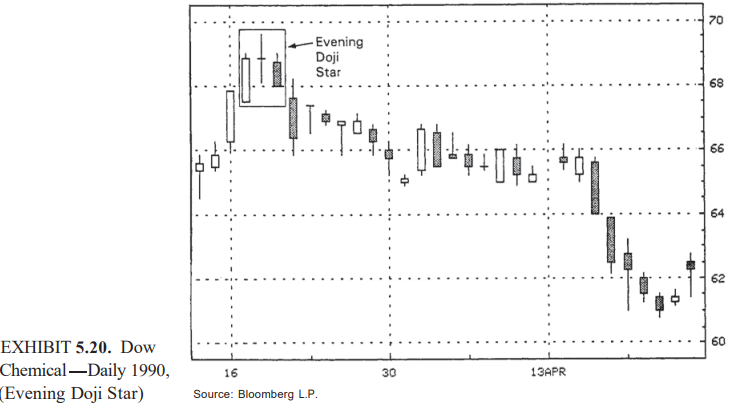 70
Evening
Doji
Star
68
66
64
62
60
16
30
13APR
EXHIBIT 5.20. Dow
Chemical—Daily 1990,
(Evening Doji Star)
Source: Bloomberg L.P.